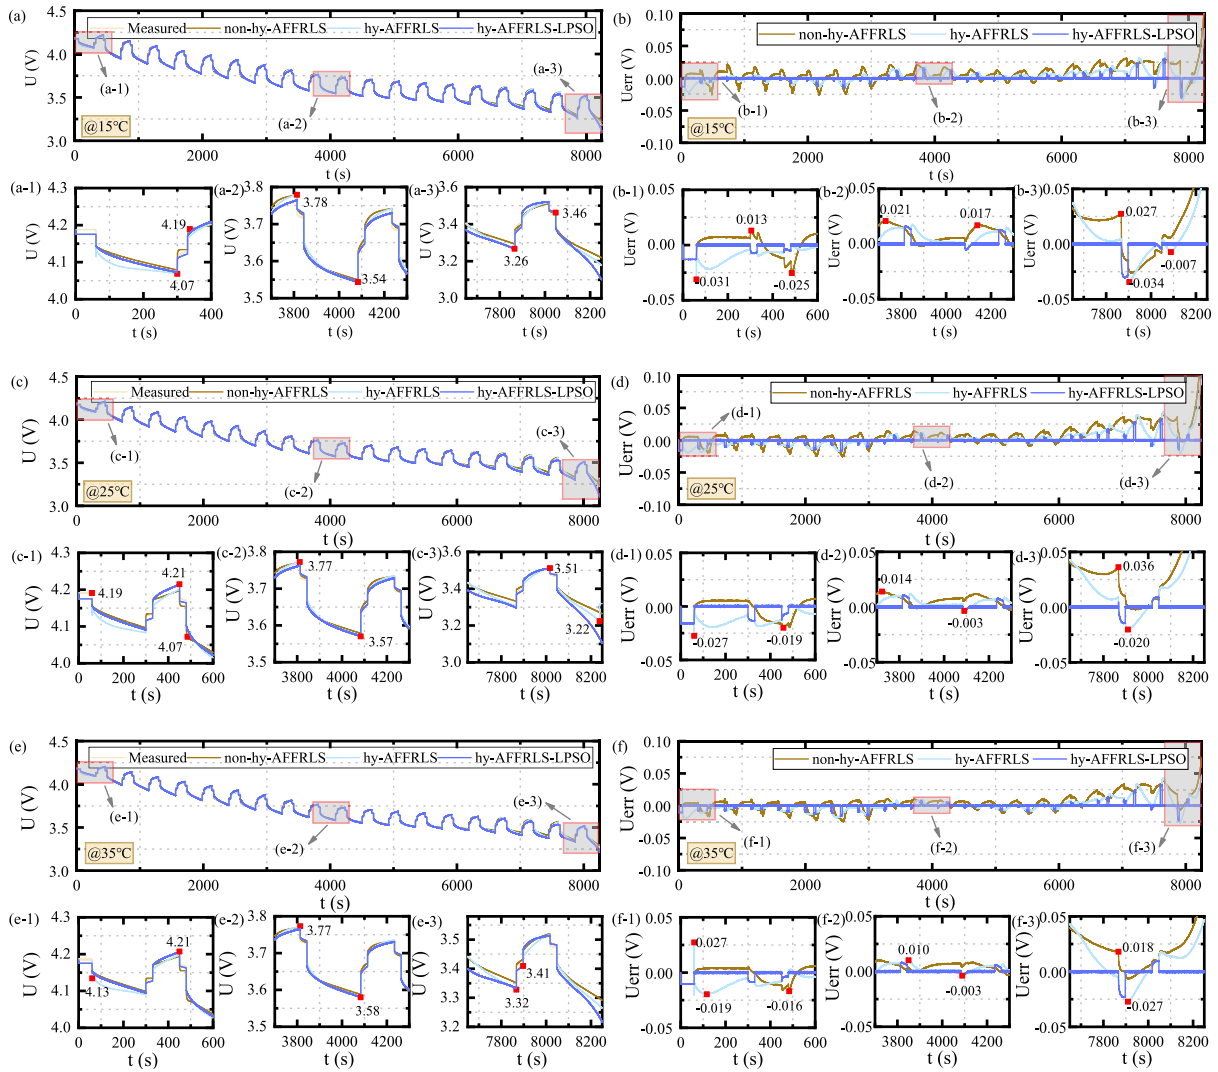 (a)
4.5
4.0
3.5
3.0
U (V)
Measured non-hy-AFFRLS hy-AFFRLS hy-AFFRLS-LPSO
(a-1)
(a-2)
(a-3)
@15℃
0 2000 4000 6000 8000
t (s)
(b)
0.10
0.05
0.00
-0.05
-0.10
Uerr (V)
non-hy-AFFRLS hy-AFFRLS hy-AFFRLS-LPSO
(b-1)
(b-2)
(b-3)
@15℃
0 2000 4000 6000 8000
t (s)
(a-1)
4.3
4.2
4.1
4.0
U (V)
4.19
4.07
0 200 400
t (s)
(a-2)
3.8
3.7
3.6
3.5
U (V)
3.78
3.54
3800 4000 4200
t (s)
(a-3)
3.6
3.4
3.2
3.0
U (V)
3.46
3.26
7800 8000 8200
t (s)
(b-1)
0.05
0.00
-0.05
Uerr (V)
0.013
-0.031
-0.025
0 200 400 600
t (s)
(b-2)
0.05
0.00
-0.05
Uerr (V)
0.021
0.017
3800 4000 4200
t (s)
(b-3)
0.05
0.00
-0.05
Uerr (V)
0.027
-0.007
-0.034
7600 7800 8000 8200
t (s)
(c)
4.5
4.0
3.5
3.0
U (V)
Measured non-hy-AFFRLS hy-AFFRLS hy-AFFRLS-LPSO
(c-1)
(c-2)
(c-3)
@25℃
0 2000 4000 6000 8000
t (s)
(d)
0.10
0.05
0.00
-0.05
-0.10
Uerr (V)
non-hy-AFFRLS hy-AFFRLS hy-AFFRLS-LPSO
(d-1)
(d-2)
(d-3)
@25℃
0 2000 4000 6000 8000
t (s)
(c-1)
4.3
4.2
4.1
4.0
U (V)
4.19
4.21
4.07
0 200 400 600
t (s)
(c-2)
3.8
3.7
3.6
3.5
U (V)
3.77
3.57
3800 4000 4200
t (s)
(c-3)
3.6
3.4
3.2
3.0
U (V)
3.51
3.22
7800 8000 8200
t (s)
(d-1)
0.05
0.00
-0.05
Uerr (V)
-0.027
-0.019
0 200 400 600
t (s)
(d-2)
0.05
0.00
-0.05
Uerr (V)
0.014
-0.003
3800 4000 4200
t (s)
(d-3)
0.05
0.00
-0.05
Uerr (V)
0.036
-0.020
7600 7800 8000 8200
t (s)
(e)
4.5
4.0
3.5
3.0
U (V)
Measured non-hy-AFFRLS hy-AFFRLS hy-AFFRLS-LPSO
(e-1)
(e-2)
(e-3)
@35℃
0 2000 4000 6000 8000
t (s)
(f)
0.10
0.05
0.00
-0.05
-0.10
Uerr (V)
non-hy-AFFRLS hy-AFFRLS hy-AFFRLS-LPSO
(f-1)
(f-2)
(f-3)
@35℃
0 2000 4000 6000 8000
t (s)
(e-1)
4.3
4.2
4.1
4.0
U (V)
4.21
4.13
0 200 400 600
t (s)
(e-2)
3.8
3.7
3.6
3.5
U (V)
3.77
3.58
3800 4000 4200
t (s)
(e-3)
3.5
3.4
3.3
3.2
U (V)
3.41
3.32
7800 8000 8200
t (s)
(f-1)
0.05
0.00
-0.05
Uerr (V)
0.027
-0.019
-0.016
0 200 400 600
t (s)
(f-2)
0.05
0.00
-0.05
Uerr (V)
0.010
-0.003
3800 4000 4200
t (s)
(f-3)
0.05
0.00
-0.05
Uerr (V)
0.018
-0.027
7600 7800 8000 8200
t (s)